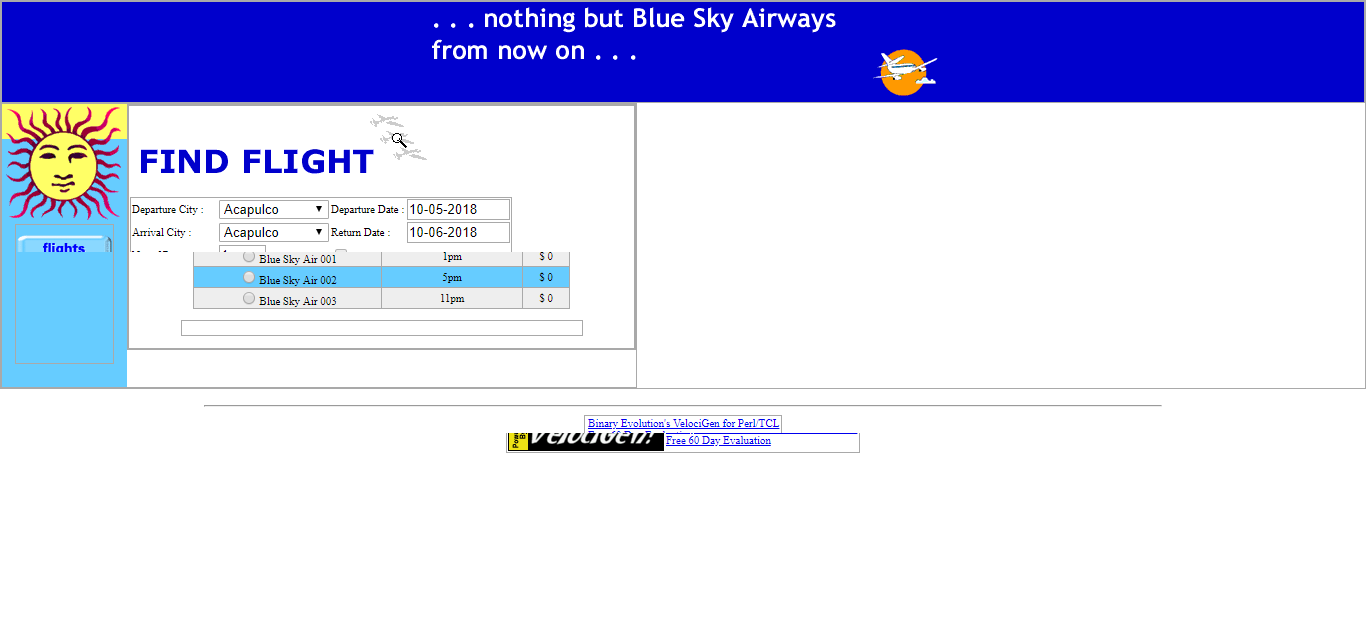 . . . nothing but Blue Sky Airways
from now on . . .
FIND FLIGHT
Departure City : Acapulco Departure Date : 10-05-2018
Arrival City : Acapulco Return Date : 10-06-2018
flights
Blue Sky Air 001 1pm $ 0
Blue Sky Air 002 5pm $ 0
Blue Sky Air 003 11pm $ 0
Binary Evolution's VelociGen for Perl/TCL
VelociGen! Free 60 Day Evaluation